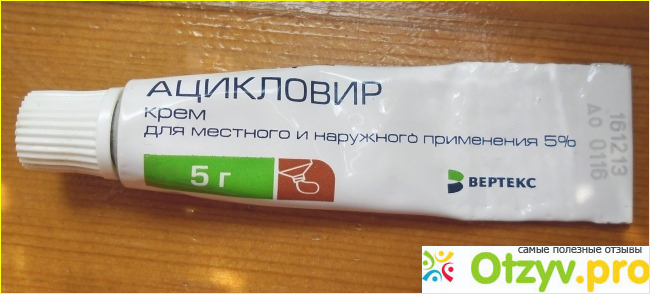 АЦИКЛОВИР
крем
для местного и наружного применения 5%
5 г
ВЕРТЕКС
161213
ДО 0116
самые полезные отзывы
Otzyv.pro